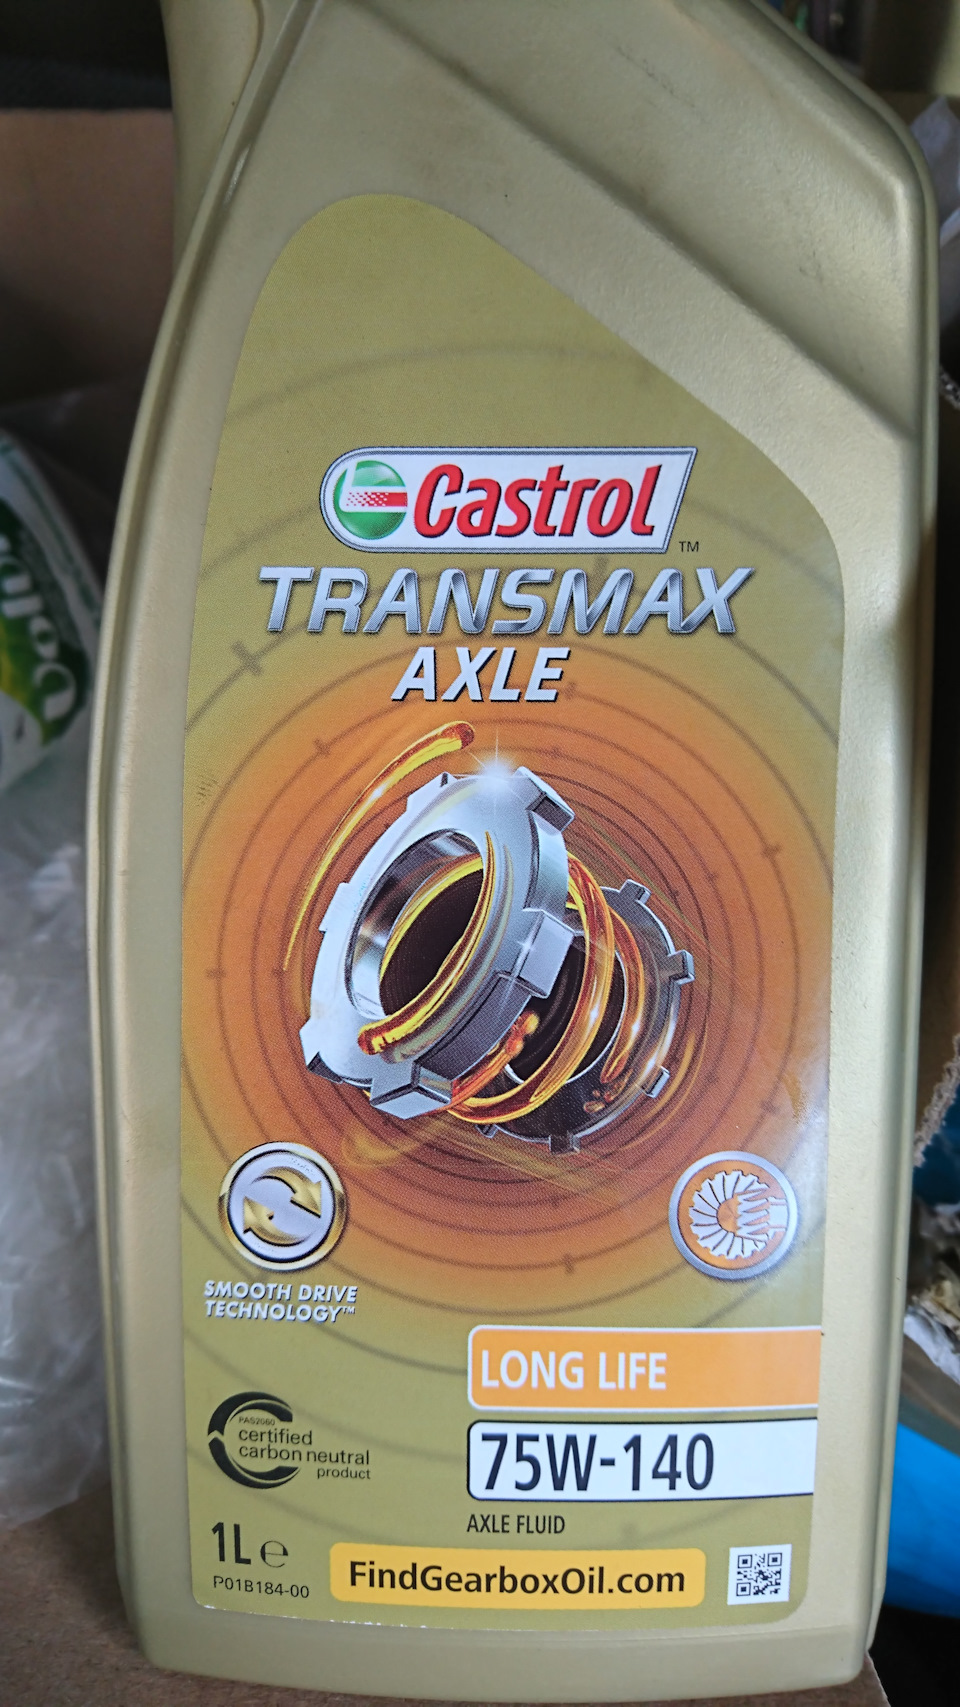 Castrol
TM
TRANSMAX
AXLE
SMOOTH DRIVE
TECHNOLOGY™
LONG LIFE
PAS2060
certified
carbon neutral
product
75W-140
AXLE FLUID
1L e
P01B184-00
FindGearboxOil.com